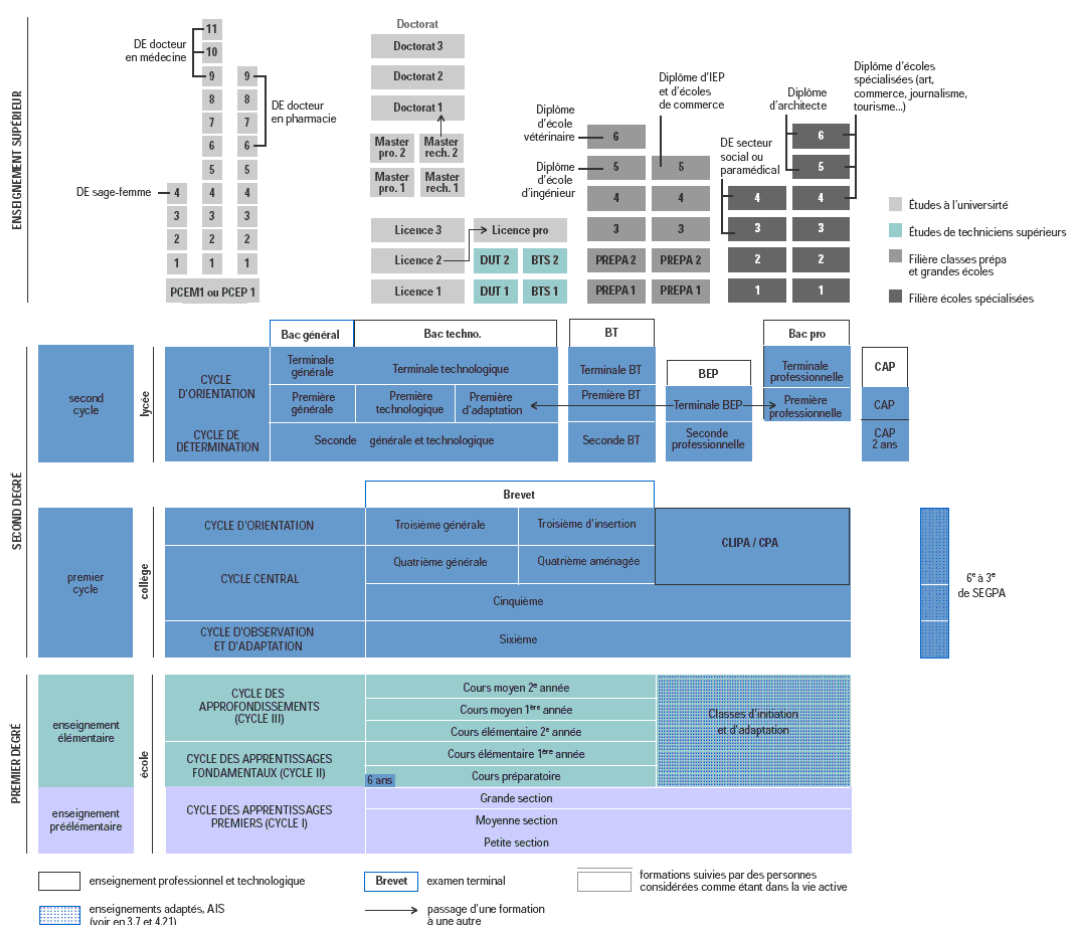 ENSEIGNEMENT SUPÉRIEUR
11
10
9
8
7
6
5
4
3
2
1
DE docteur
en médecine
9
8
7
6
5
4
3
2
1
DE docteur
en pharmacie
DE sage-femme
4
3
2
1
PCEM1 ou PCEP 1
Doctorat
Doctorat 3
Doctorat 2
Doctorat 1
Master
pro. 2
Master
rech. 2
Master
pro. 1
Master
rech. 1
Licence 3
Licence pro
Licence 2
DUT 2
BTS 2
Licence 1
DUT 1
BTS 1
Diplôme
d'école
vétérinaire
Diplôme
d'école
d'ingénieur
6
5
4
3
PREPA 2
PREPA 1
Diplôme d'IEP
et d'écoles
de commerce
5
4
3
PREPA 2
PREPA 1
DE secteur
social ou
paramédical
4
3
2
1
Diplôme
d'architecte
Diplôme d'écoles
spécialisées (art,
commerce, journalisme,
tourisme...)
6
5
4
3
2
1
Études à l'universirté
Études de techniciens supérieurs
Filière classes prépa
et grandes écoles
Filière écoles spécialisées
SECOND DEGRÉ
second
cycle
lycée
CYCLE
D'ORIENTATION
CYCLE DE
DÉTERMINATION
Bac général
Bac techno.
BT
Bac pro
Terminale
générale
Terminale technologique
Terminale BT
BEP
Terminale
professionnelle
CAP
Première
générale
Première
technologique
Première
d'adaptation
Première BT
Terminale BEP
Première
professionnelle
CAP
Seconde générale et technologique
Seconde BT
Seconde
professionnelle
CAP
2 ans
premier
cycle
collège
Brevet
CYCLE D'ORIENTATION
Troisième générale
Troisième d'insertion
CLIPA / CPA
CYCLE CENTRAL
Quatrième générale
Quatrième aménagée
Cinquième
CYCLE D'OBSERVATION
ET D'ADAPTATION
Sixième
6e à 3e
de SEGPA
PREMIER DEGRÉ
enseignement
élémentaire
école
CYCLE DES
APPROFONDISSEMENTS
(CYCLE III)
Cours moyen 2e année
Cours moyen 1ère année
Cours élémentaire 2e année
Classes d'initiation
et d'adaptation
CYCLE DES APPRENTISSAGES
FONDAMENTAUX (CYCLE II)
Cours élémentaire 1ère année
6 ans
Cours préparatoire
enseignement
préélémentaire
CYCLE DES APPRENTISSAGES
PREMIERS (CYCLE I)
Grande section
Moyenne section
Petite section
enseignement professionnel et technologique
Brevet
examen terminal
formations suivies par des personnes
considérées comme étant dans la vie active
enseignements adaptés, AIS
(voir en 3.7 et 4.21)
passage d'une formation
à une autre